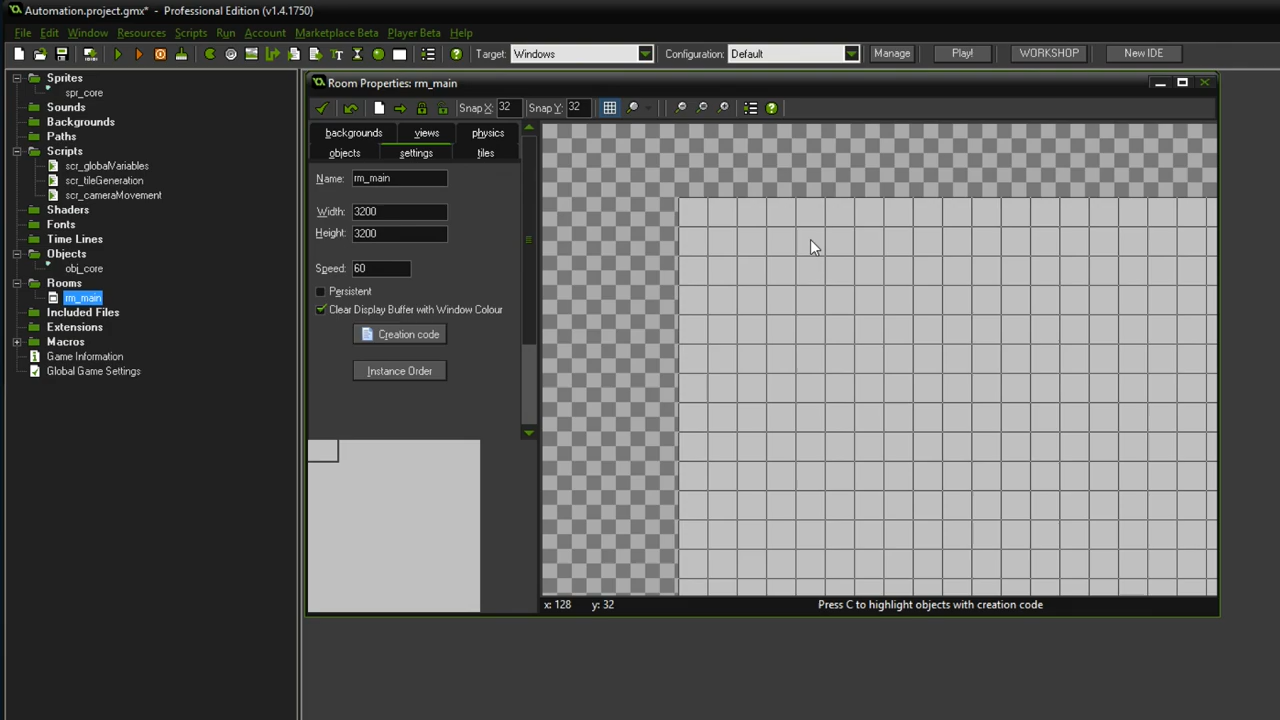 Automation.project.gmx* - Professional Edition (v1.4.1750)
File Edit Window Resources Scripts Run Account Marketplace Beta Player Beta Help
Target: Windows Configuration: Default Manage Play! WORKSHOP New IDE
Sprites
spr_core
Sounds
Backgrounds
Paths
Scripts
scr_globalVariables
scr_tileGeneration
scr_cameraMovement
Shaders
Fonts
Time Lines
Objects
obj_core
Rooms
rm_main
Included Files
Extensions
Macros
Game Information
Global Game Settings
Room Properties: rm_main
Snap X: 32 Snap Y: 32
backgrounds views physics
objects settings tiles
Name: rm_main
Width: 3200
Height: 3200
Speed: 60
Persistent
Clear Display Buffer with Window Colour
Creation code
Instance Order
x: 128 y: 32 Press C to highlight objects with creation code